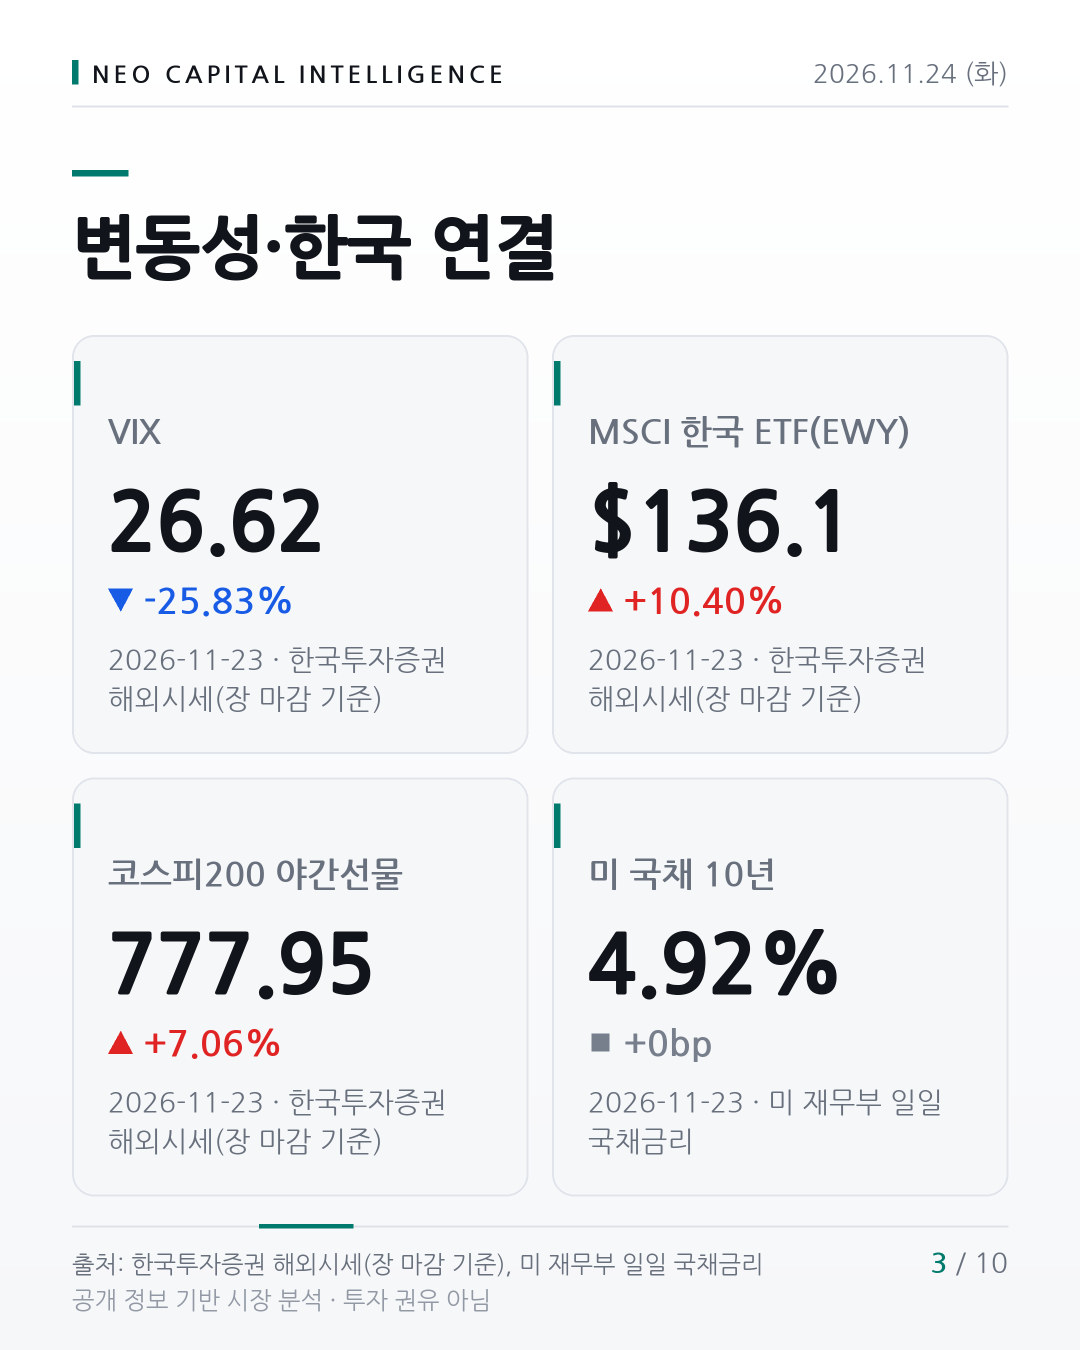 NEO CAPITAL INTELLIGENCE
2026.11.24 (화)
변동성·한국 연결
VIX
26.62
▼ -25.83%
2026-11-23 · 한국투자증권
해외시세(장 마감 기준)
MSCI 한국 ETF(EWY)
$136.1
▲ +10.40%
2026-11-23 · 한국투자증권
해외시세(장 마감 기준)
코스피200 야간선물
777.95
▲ +7.06%
2026-11-23 · 한국투자증권
해외시세(장 마감 기준)
미 국채 10년
4.92%
■ +0bp
2026-11-23 · 미 재무부 일일
국채금리
출처: 한국투자증권 해외시세(장 마감 기준), 미 재무부 일일 국채금리
3 / 10
공개 정보 기반 시장 분석 · 투자 권유 아님